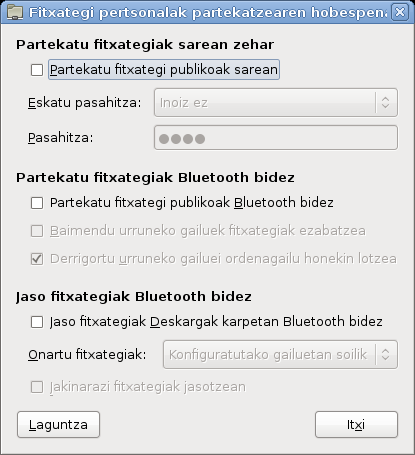 Fitxategi pertsonalak partekatzearen hobespen
Partekatu fitxategiak sarean zehar
Partekatu fitxategi publikoak sarean
Eskatu pasahitza: Inoiz ez
Pasahitza: ●●●●
Partekatu fitxategiak Bluetooth bidez
Partekatu fitxategi publikoak Bluetooth bidez
Baimendu urruneko gailuek fitxategiak ezabatzea
Derrigortu urruneko gailuei ordenagailu honekin lotzea
Jaso fitxategiak Bluetooth bidez
Jaso fitxategiak Deskargak karpetan Bluetooth bidez
Onartu fitxategiak: Konfiguratutako gailuetan soilik
Jakinarazi fitxategiak jasotzean
Laguntza Itxi